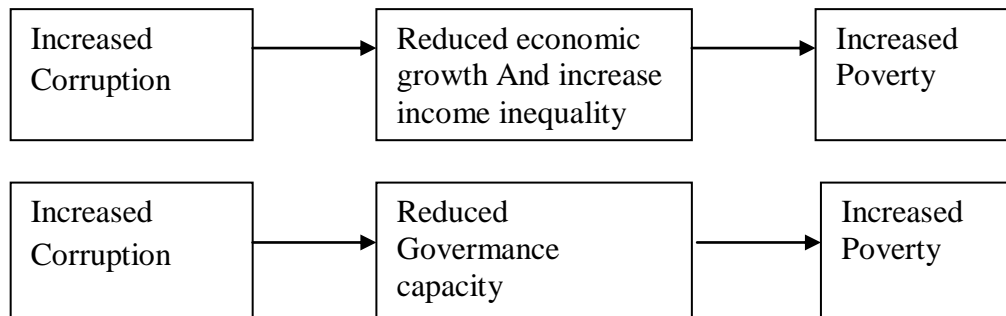 Increased
Corruption
Reduced economic
growth And increase
income inequality
Increased
Poverty
Increased
Corruption
Reduced
Govermance
capacity
Increased
Poverty